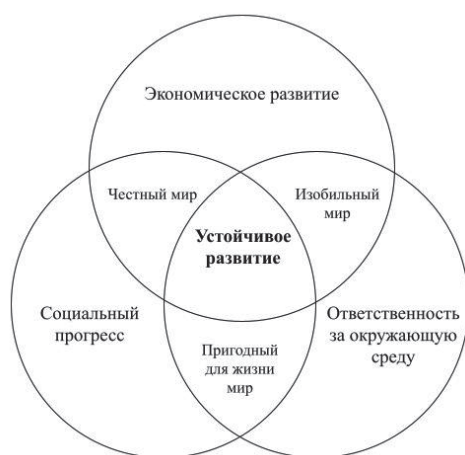 Экономическое развитие
Честный мир
Изобильный
мир
Устойчивое
развитие
Социальный
прогресс
Ответственность
за окружающую
среду
Пригодный
для жизни
мир